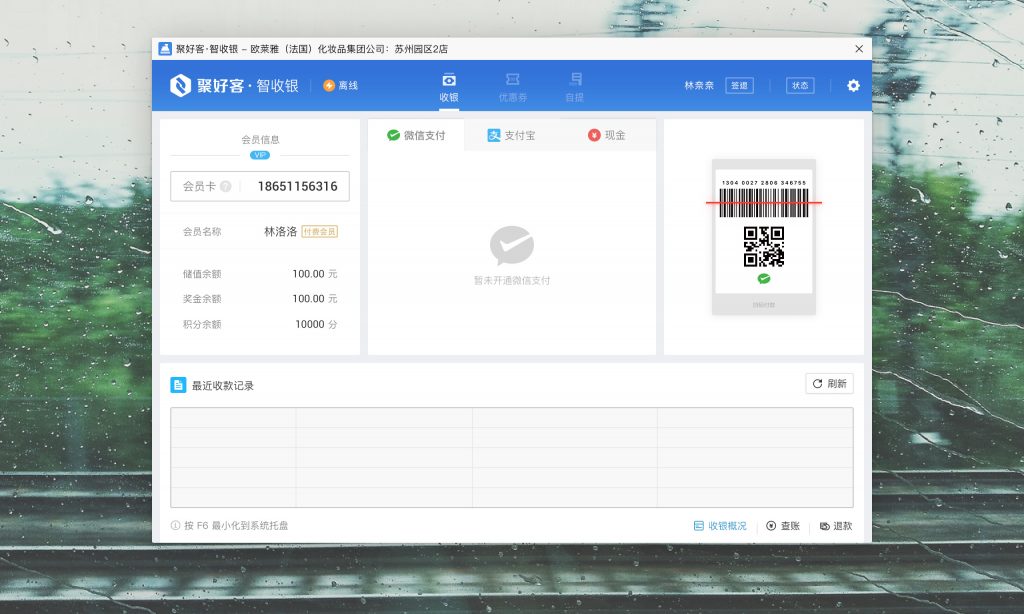 聚好客·智收银 – 欧莱雅（法国）化妆品集团公司：苏州园区2店
聚好客·智收银
离线
收银
优惠券
自提
林奈奈
签退
状态
会员信息
VIP
会员卡 ? 18651156316
会员名称 林洛洛 付费会员
储值余额 100.00 元
奖金余额 100.00 元
积分余额 10000 分
微信支付
支付宝
现金
暂未开通微信支付
1304 0027 2806 346755
最近收款记录
刷新
按 F6 最小化到系统托盘
收银概况
查账
退款